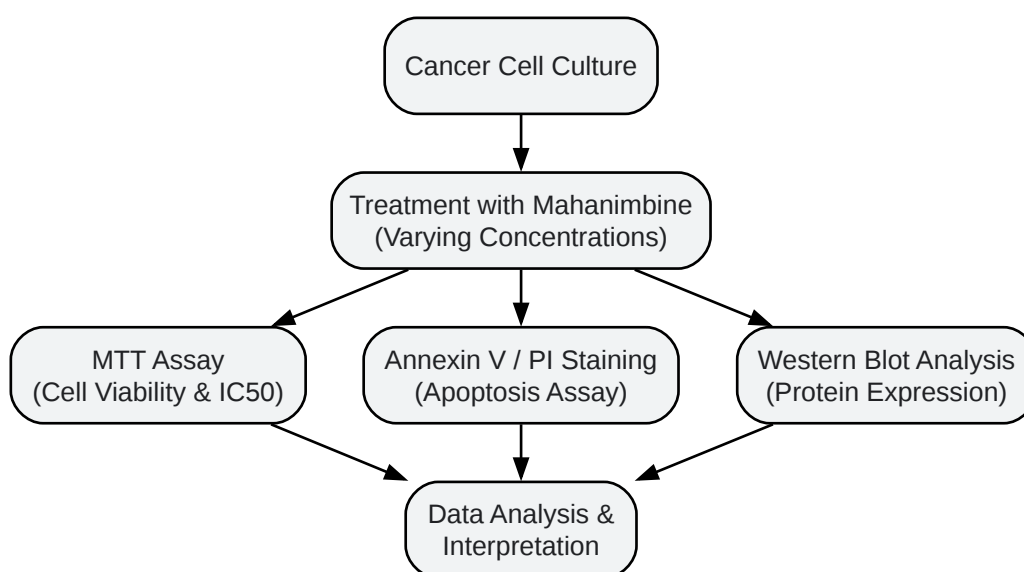 Cancer Cell Culture
Treatment with Mahanimbine
(Varying Concentrations)
MTT Assay
(Cell Viability & IC50)
Annexin V / PI Staining
(Apoptosis Assay)
Western Blot Analysis
(Protein Expression)
Data Analysis &
Interpretation